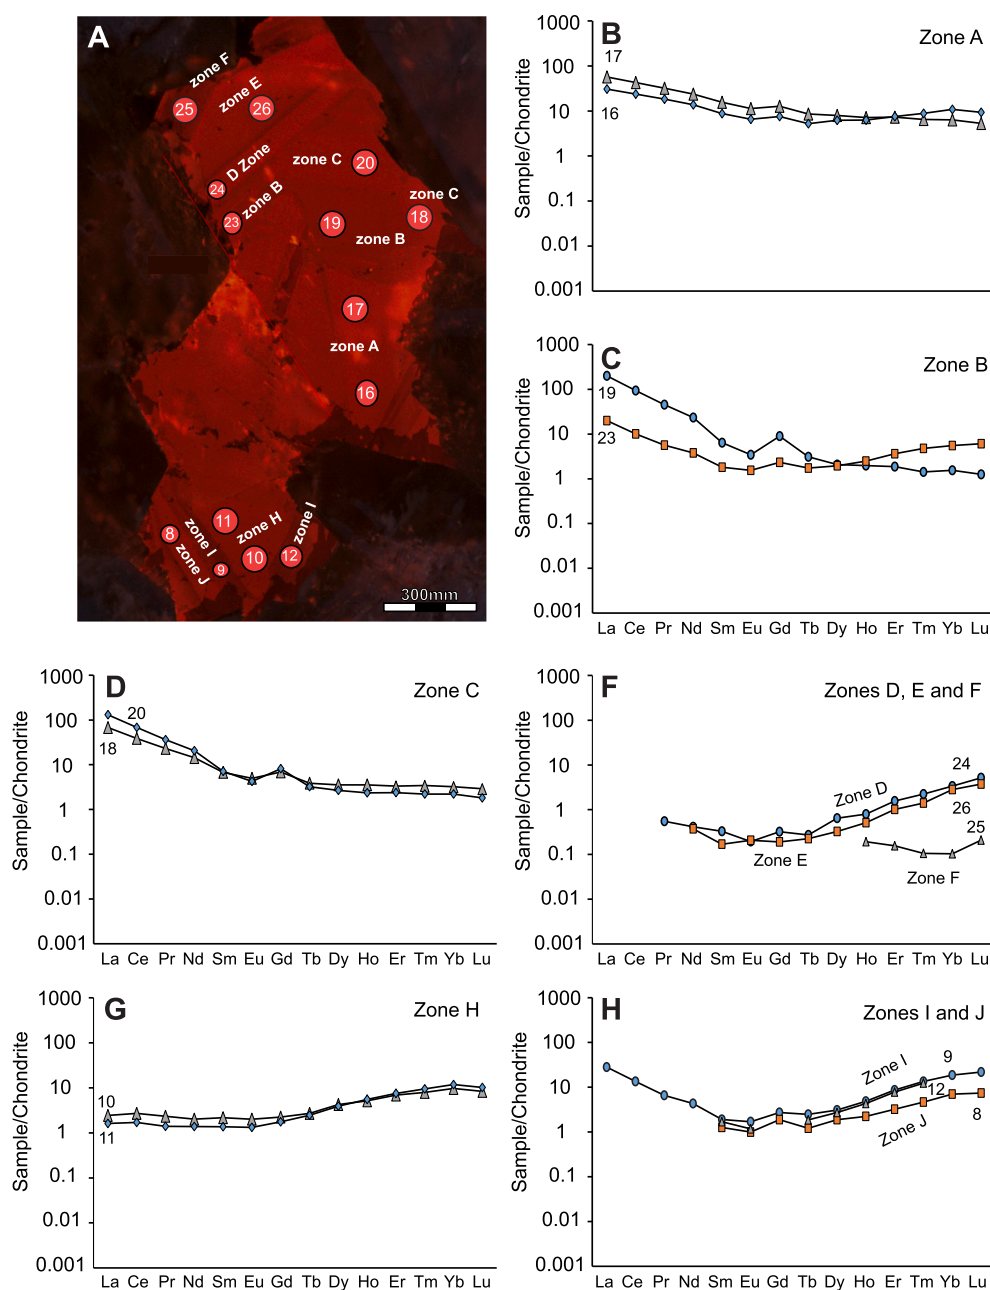 A
zone F
zone E
25
26
D Zone
24
zone B
23
zone C
20
zone C
18
19
zone B
17
zone A
16
11
8
zone I
zone J
9
zone H
10
zone I
12
300mm
B
Zone A
Sample/Chondrite
1000
100
10
1
0.1
0.01
0.001
17
16
C
Zone B
Sample/Chondrite
1000
100
10
1
0.1
0.01
0.001
19
23
La Ce Pr Nd Sm Eu Gd Tb Dy Ho Er Tm Yb Lu
D
Zone C
Sample/Chondrite
1000
100
10
1
0.1
0.01
0.001
20
18
La Ce Pr Nd Sm Eu Gd Tb Dy Ho Er Tm Yb Lu
F
Zones D, E and F
Sample/Chondrite
1000
100
10
1
0.1
0.01
0.001
24
Zone D
26
25
Zone E
Zone F
La Ce Pr Nd Sm Eu Gd Tb Dy Ho Er Tm Yb Lu
G
Zone H
Sample/Chondrite
1000
100
10
1
0.1
0.01
0.001
10
11
La Ce Pr Nd Sm Eu Gd Tb Dy Ho Er Tm Yb Lu
H
Zones I and J
Sample/Chondrite
1000
100
10
1
0.1
0.01
0.001
Zone I
9
12
Zone J
8
La Ce Pr Nd Sm Eu Gd Tb Dy Ho Er Tm Yb Lu